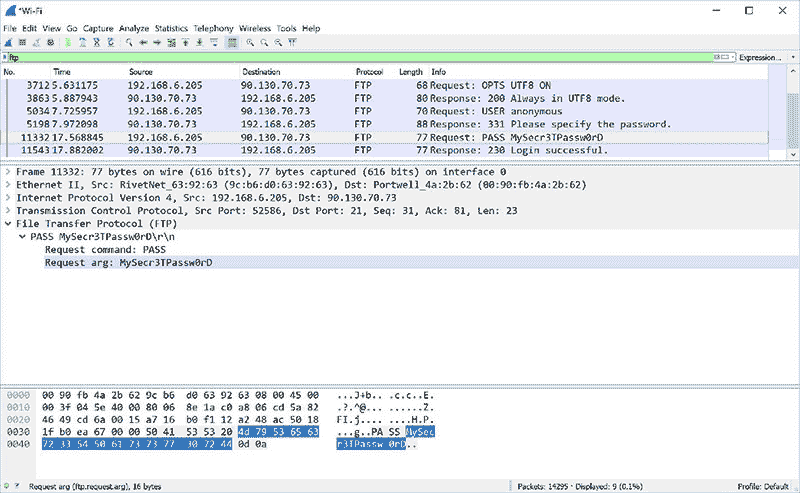 *Wi-Fi
File Edit View Go Capture Analyze Statistics Telephony Wireless Tools Help
ftp Expression...
No. Time Source Destination Protocol Length Info
3712 5.631175 192.168.6.205 90.130.70.73 FTP 68 Request: OPTS UTF8 ON
3863 5.887943 90.130.70.73 192.168.6.205 FTP 80 Response: 200 Always in UTF8 mode.
5034 7.725957 192.168.6.205 90.130.70.73 FTP 70 Request: USER anonymous
5198 7.972098 90.130.70.73 192.168.6.205 FTP 88 Response: 331 Please specify the password.
11332 17.568845 192.168.6.205 90.130.70.73 FTP 77 Request: PASS MySecr3TPassw0rD
11543 17.882002 90.130.70.73 192.168.6.205 FTP 77 Response: 230 Login successful.
Frame 11332: 77 bytes on wire (616 bits), 77 bytes captured (616 bits) on interface 0
Ethernet II, Src: RivetNet_63:92:63 (9c:b6:d0:63:92:63), Dst: Portwell_4a:2b:62 (00:90:fb:4a:2b:62)
Internet Protocol Version 4, Src: 192.168.6.205, Dst: 90.130.70.73
Transmission Control Protocol, Src Port: 52586, Dst Port: 21, Seq: 31, Ack: 81, Len: 23
File Transfer Protocol (FTP)
PASS MySecr3TPassw0rD\r\n
Request command: PASS
Request arg: MySecr3TPassw0rD
0000 00 90 fb 4a 2b 62 9c b6 d0 63 92 63 08 00 45 00 ...J+b.. .c.c..E.
0010 00 3f 04 5e 40 00 80 06 8e 1a c0 a8 06 cd 5a 82 .?.^@... ......Z.
0020 46 49 cd 6a 00 15 a7 16 b0 f1 12 a2 48 ac 50 18 FI.j.... ....H.P.
0030 1f b0 ea 67 00 00 50 41 53 53 20 4d 79 53 65 63 ...g..PA SS MySec
0040 72 33 54 50 61 73 73 77 30 72 44 0d 0a r3TPassw 0rD..
Request arg (ftp.request.arg), 16 bytes Packets: 14295 · Displayed: 9 (0.1%) Profile: Default